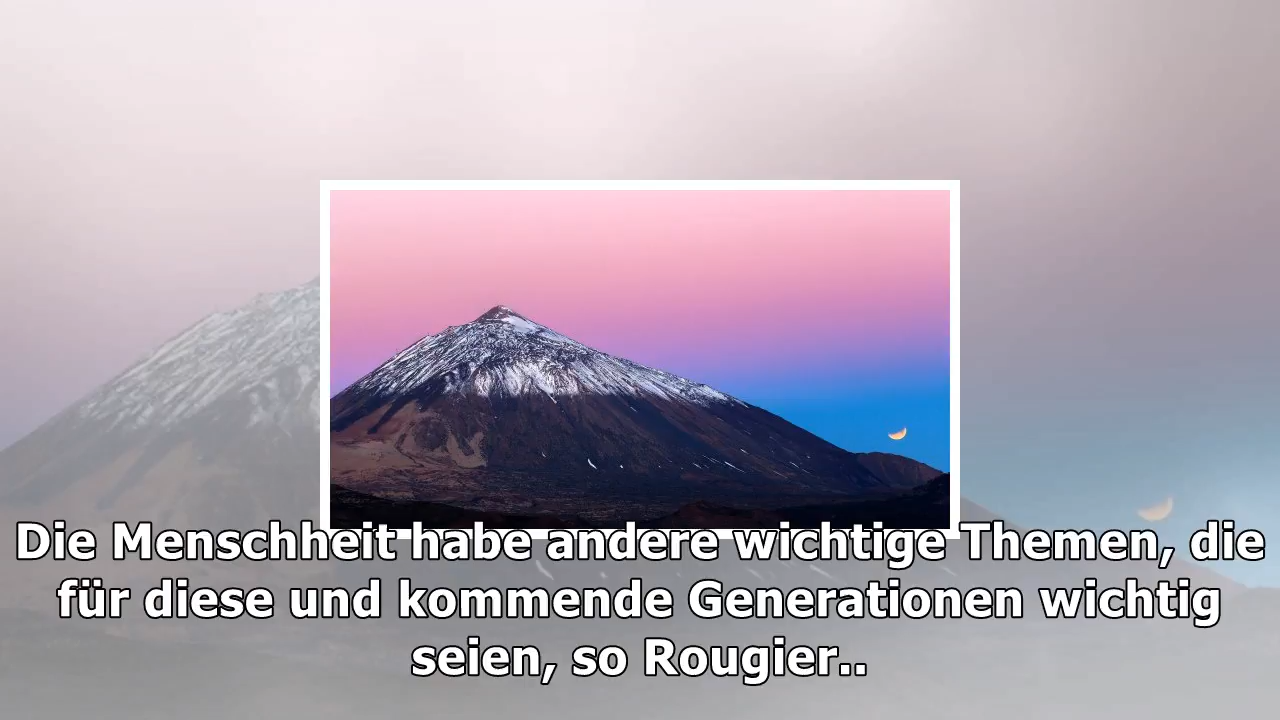 Die Menschheit habe andere wichtige Themen, die
für diese und kommende Generationen wichtig
seien, so Rougier..